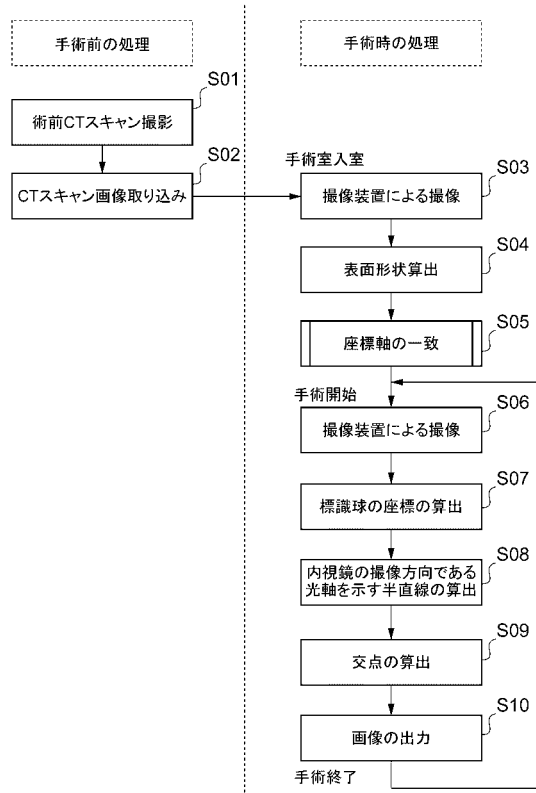 手術前の処理
手術時の処理
S01
術前CTスキャン撮影
S02
CTスキャン画像取り込み
手術室入室
S03
撮像装置による撮像
S04
表面形状算出
S05
座標軸の一致
手術開始
S06
撮像装置による撮像
S07
標識球の座標の算出
S08
内視鏡の撮像方向である
光軸を示す半直線の算出
S09
交点の算出
S10
画像の出力
手術終了